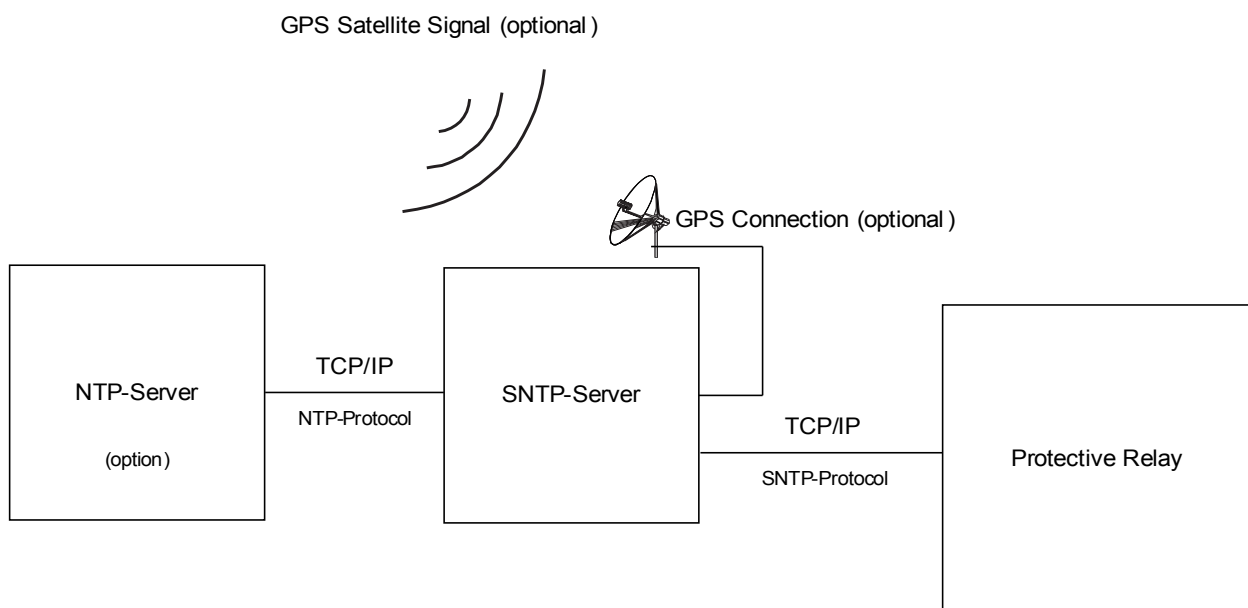 GPS Satellite Signal (optional)
GPS Connection (optional)
NTP-Server
(option)
TCP/IP
NTP-Protocol
SNTP-Server
TCP/IP
SNTP-Protocol
Protective Relay